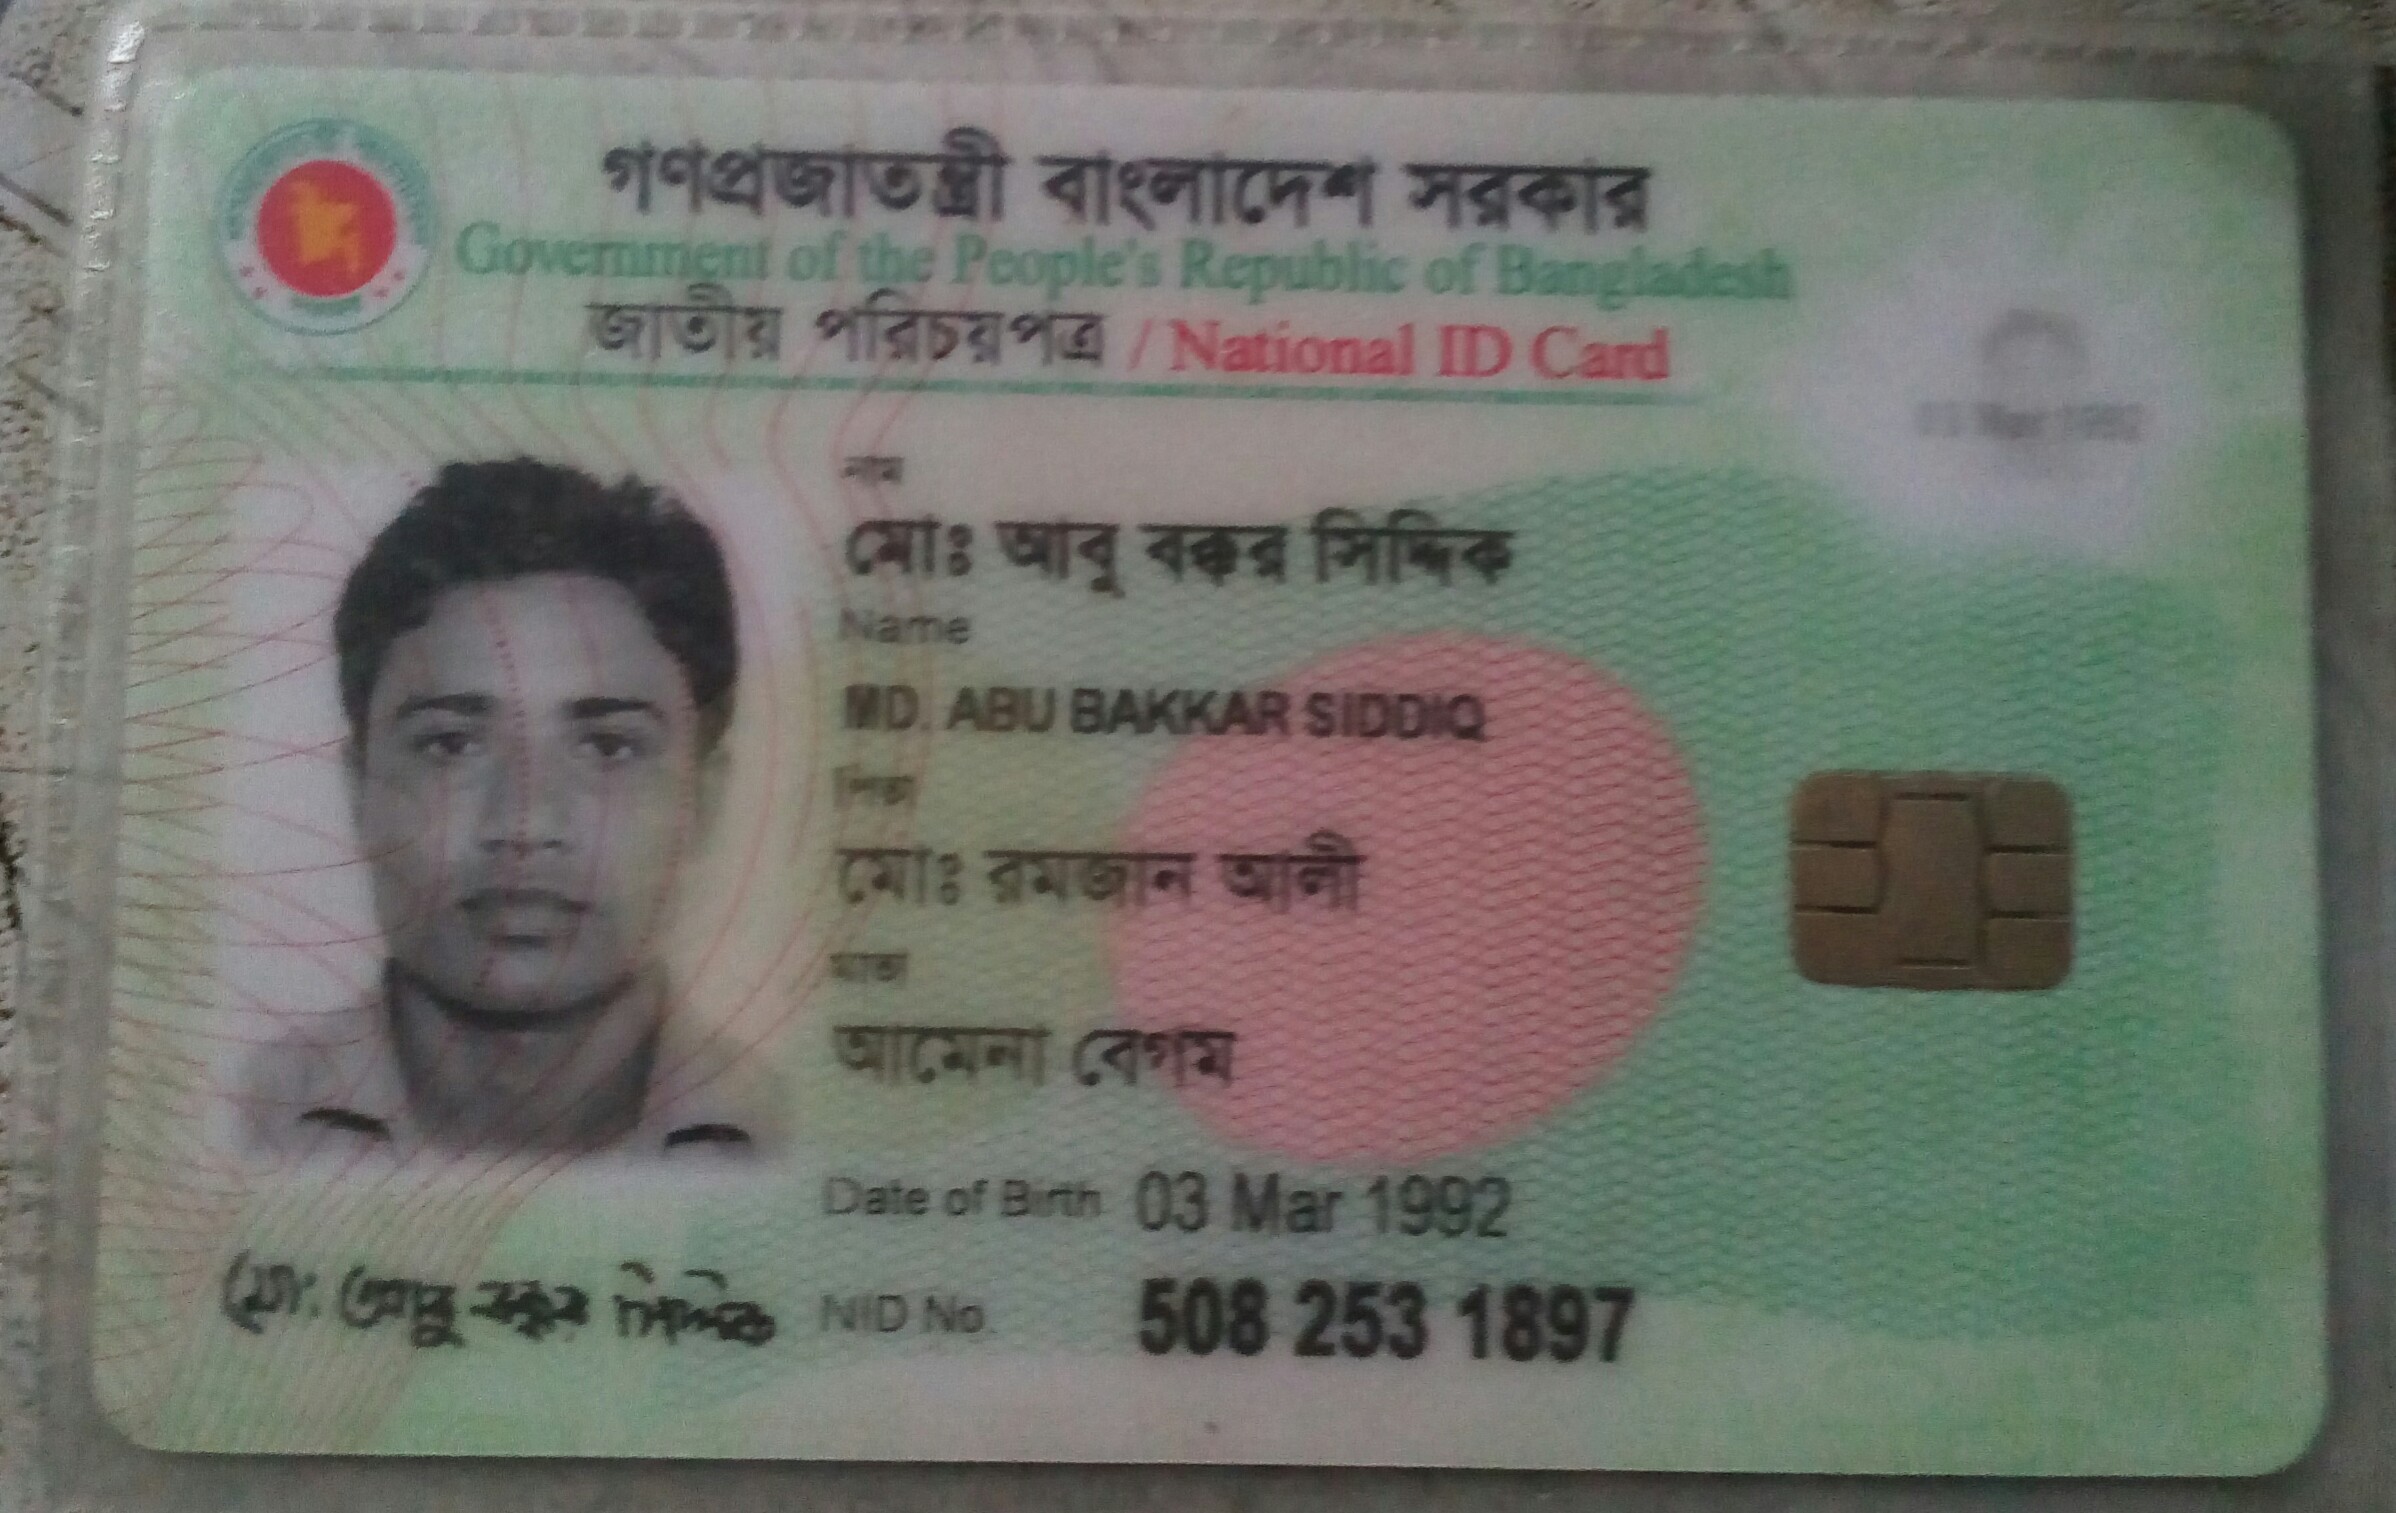 গণপ্রজাতন্ত্রী বাংলাদেশ সরকার
Government of the People's Republic of Bangladesh
জাতীয় পরিচয়পত্র / National ID Card
নাম
মোঃ আবু বক্কর সিদ্দিক
Name
MD. ABU BAKKAR SIDDIQ
পিতা
মোঃ রমজান আলী
মাতা
আমেনা বেগম
Date of Birth 03 Mar 1992
মো: আবু বক্কর সিদ্দিক
NID No. 508 253 1897